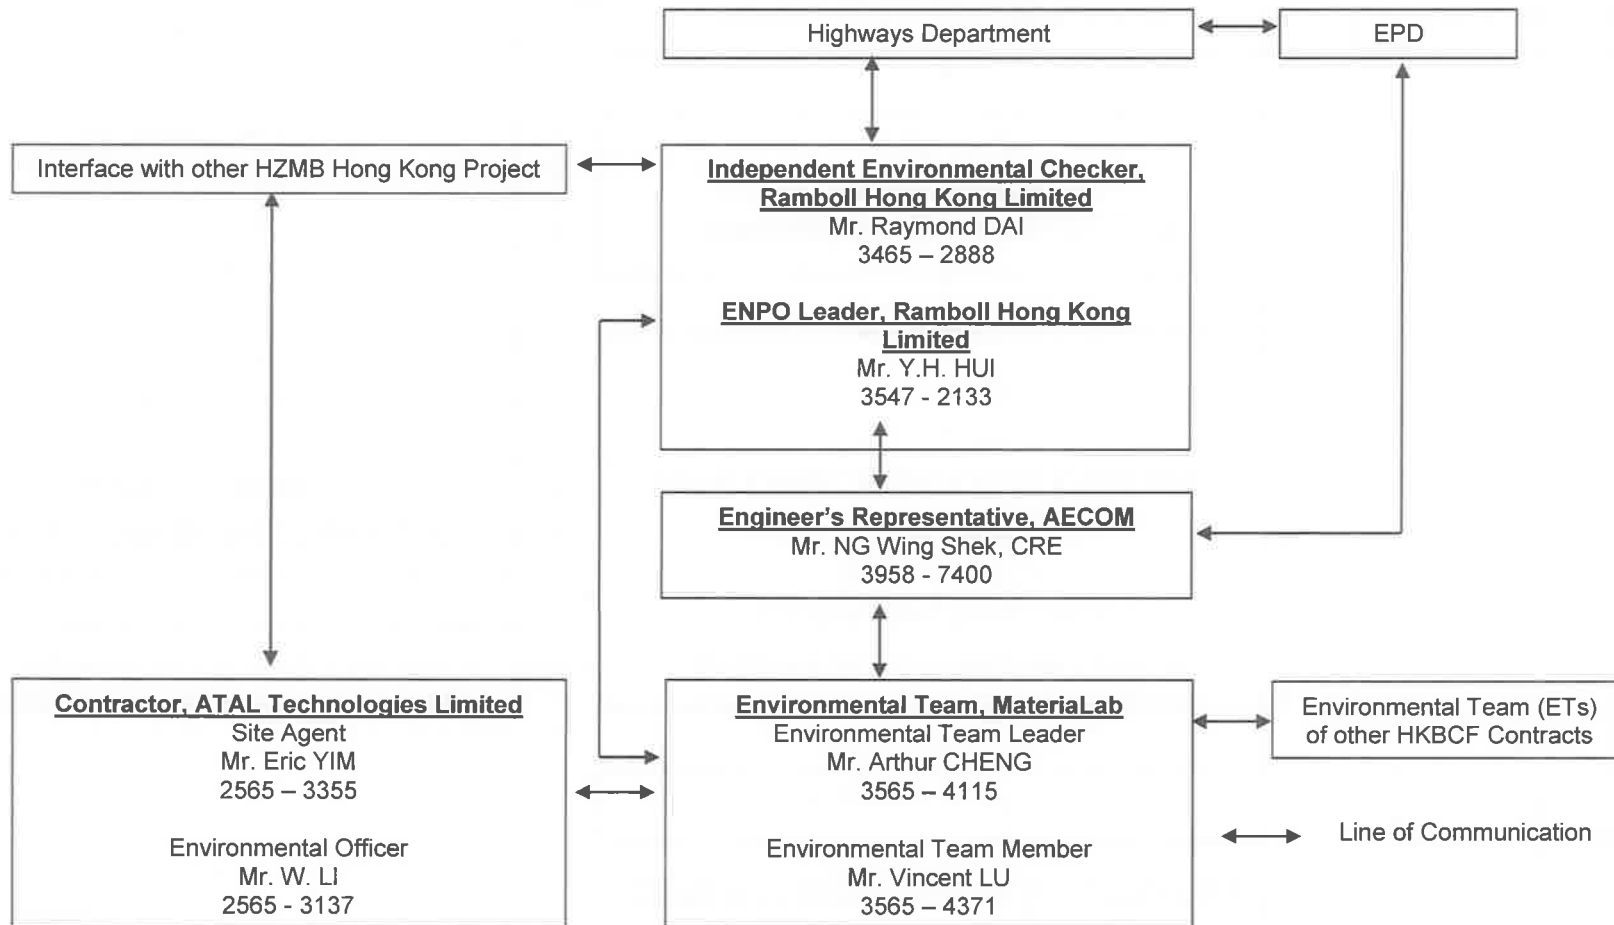 Highways Department
EPD
Interface with other HZMB Hong Kong Project
Independent Environmental Checker,
Ramboll Hong Kong Limited
Mr. Raymond DAI
3465 – 2888
ENPO Leader, Ramboll Hong Kong
Limited
Mr. Y.H. HUI
3547 - 2133
Engineer's Representative, AECOM
Mr. NG Wing Shek, CRE
3958 - 7400
Contractor, ATAL Technologies Limited
Site Agent
Mr. Eric YIM
2565 – 3355
Environmental Officer
Mr. W. LI
2565 - 3137
Environmental Team, MateriaLab
Environmental Team Leader
Mr. Arthur CHENG
3565 – 4115
Environmental Team Member
Mr. Vincent LU
3565 – 4371
Environmental Team (ETs)
of other HKBCF Contracts
Line of Communication